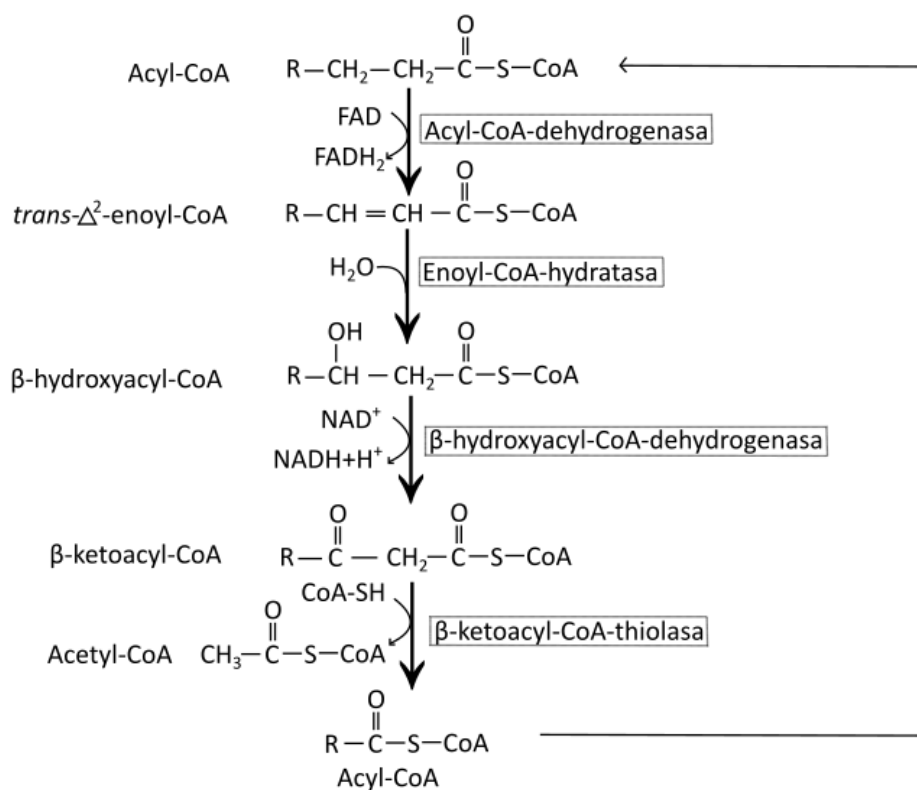 O
Acyl-CoA R—CH₂—CH₂—C—S—CoA
FAD
Acyl-CoA-dehydrogenasa
FADH₂
O
trans-△²-enoyl-CoA R—CH=CH—C—S—CoA
H₂O
Enoyl-CoA-hydratasa
OH O
β-hydroxyacyl-CoA R—CH—CH₂—C—S—CoA
NAD⁺
β-hydroxyacyl-CoA-dehydrogenasa
NADH+H⁺
O O
β-ketoacyl-CoA R—C—CH₂—C—S—CoA
CoA-SH
β-ketoacyl-CoA-thiolasa
O
Acetyl-CoA CH₃—C—S—CoA
O
R—C—S—CoA
Acyl-CoA